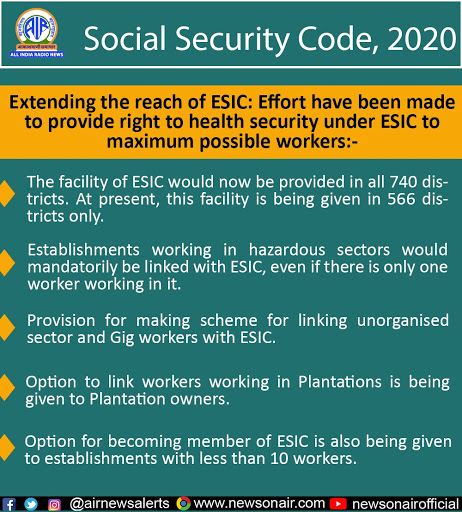 AIR
ALL INDIA RADIO NEWS
Social Security Code, 2020
Extending the reach of ESIC: Effort have been made
to provide right to health security under ESIC to
maximum possible workers:-
The facility of ESIC would now be provided in all 740 dis-
tricts. At present, this facility is being given in 566 dis-
tricts only.
Establishments working in hazardous sectors would
mandatorily be linked with ESIC, even if there is only one
worker working in it.
Provision for making scheme for linking unorganised
sector and Gig workers with ESIC.
Option to link workers working in Plantations is being
given to Plantation owners.
Option for becoming member of ESIC is also being given
to establishments with less than 10 workers.
@airnewsalerts www.newsonair.com newsonairofficial